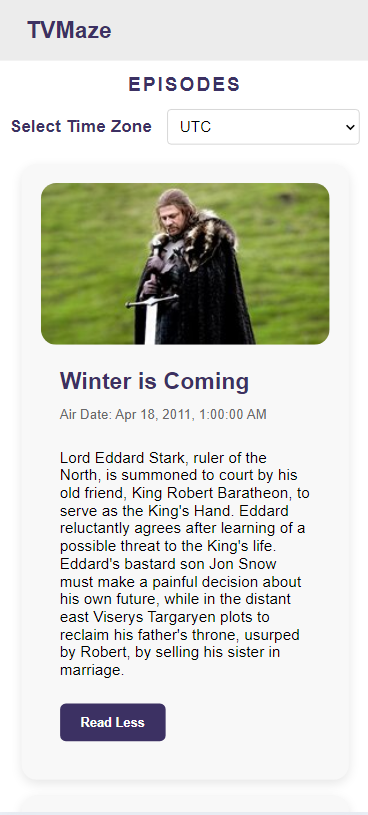 TVMaze
EPISODES
Select Time Zone UTC
Winter is Coming
Air Date: Apr 18, 2011, 1:00:00 AM
Lord Eddard Stark, ruler of the
North, is summoned to court by his
old friend, King Robert Baratheon, to
serve as the King's Hand. Eddard
reluctantly agrees after learning of a
possible threat to the King's life.
Eddard's bastard son Jon Snow
must make a painful decision about
his own future, while in the distant
east Viserys Targaryen plots to
reclaim his father's throne, usurped
by Robert, by selling his sister in
marriage.
Read Less